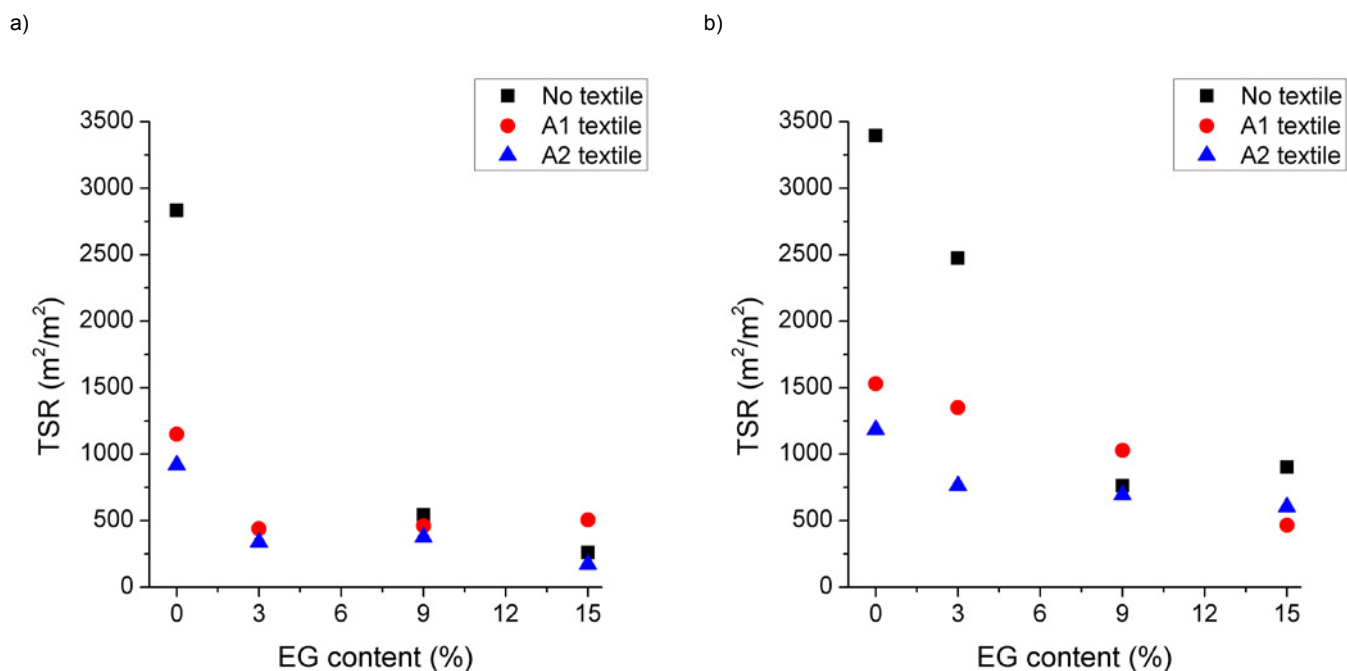 a)
No textile
A1 textile
A2 textile
3500
3000
2500
2000
1500
1000
500
0
TSR (m²/m²)
0 3 6 9 12 15
EG content (%)
b)
No textile
A1 textile
A2 textile
3500
3000
2500
2000
1500
1000
500
0
TSR (m²/m²)
0 3 6 9 12 15
EG content (%)